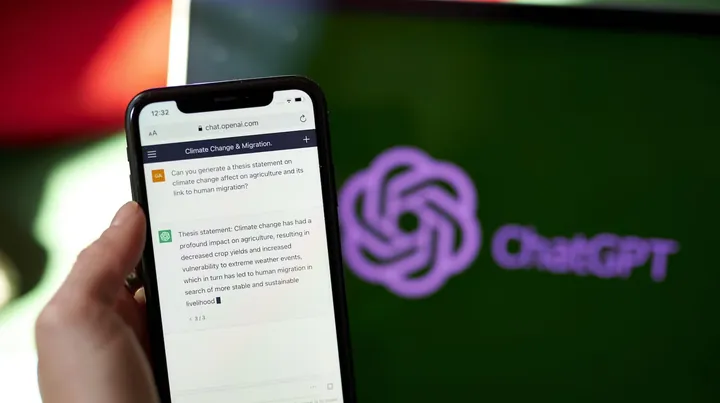 12:32
AA
chat.openai.com
Climate Change & Migration.
+
GA
Can you generate a thesis statement on
climate change affect on agriculture and its
link to human migration?
Thesis statement: Climate change has had a
profound impact on agriculture, resulting in
decreased crop yields and increased
vulnerability to extreme weather events,
which in turn has led to human migration in
search of more stable and sustainable
livelihood
< 3 / 3
ChatGPT